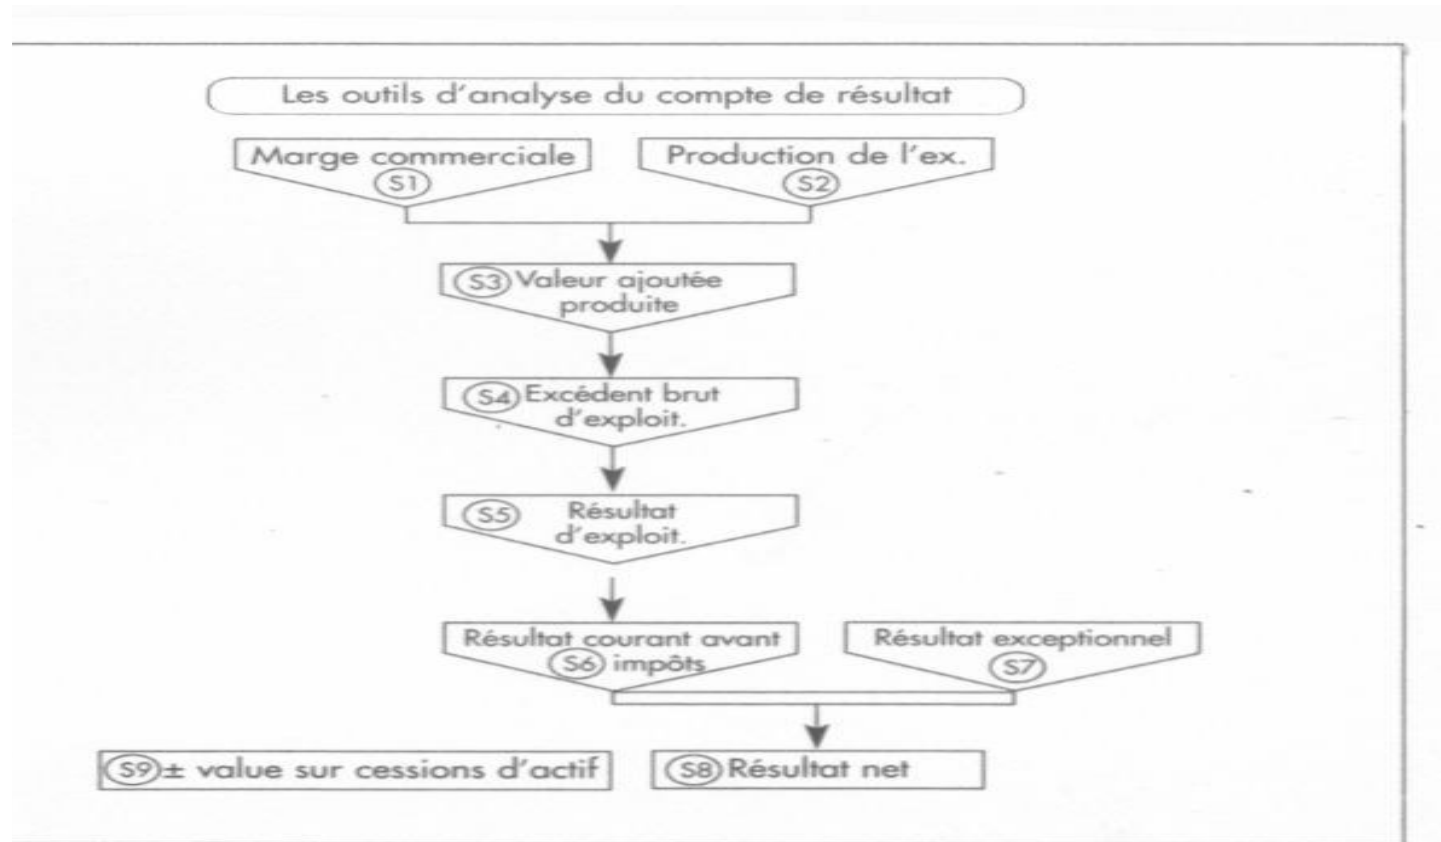 Les outils d'analyse du compte de résultat
Marge commerciale
S1
Production de l'ex.
S2
S3 Valeur ajoutée
produite
S4 Excédent brut
d'exploit.
S5 Résultat
d'exploit.
Résultat courant avant
S6 impôts
Résultat exceptionnel
S7
S9 ± value sur cessions d'actif
S8 Résultat net